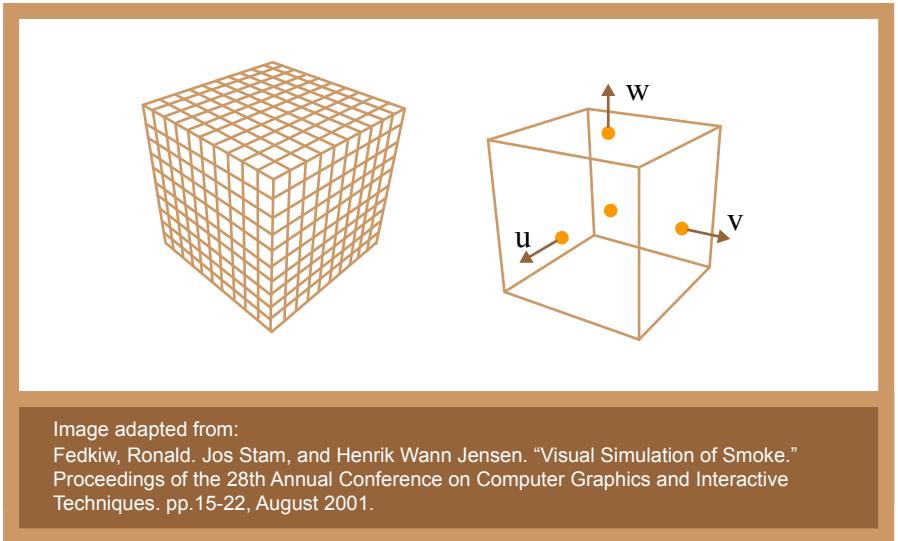 w
u
v
Image adapted from:
Fedkiw, Ronald. Jos Stam, and Henrik Wann Jensen. “Visual Simulation of Smoke.”
Proceedings of the 28th Annual Conference on Computer Graphics and Interactive
Techniques. pp.15-22, August 2001.